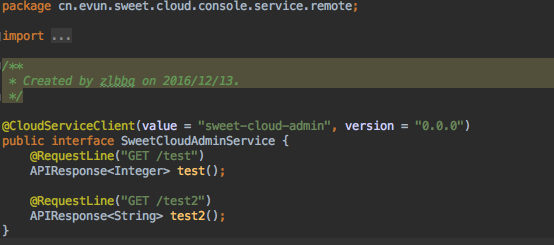 package cn.evun.sweet.cloud.console.service.remote;
import ...
/**
* Created by zlbbq on 2016/12/13.
*/
@CloudServiceClient(value = "sweet-cloud-admin", version = "0.0.0")
public interface SweetCloudAdminService {
@RequestLine("GET /test")
APIResponse<Integer> test();
@RequestLine("GET /test2")
APIResponse<String> test2();
}